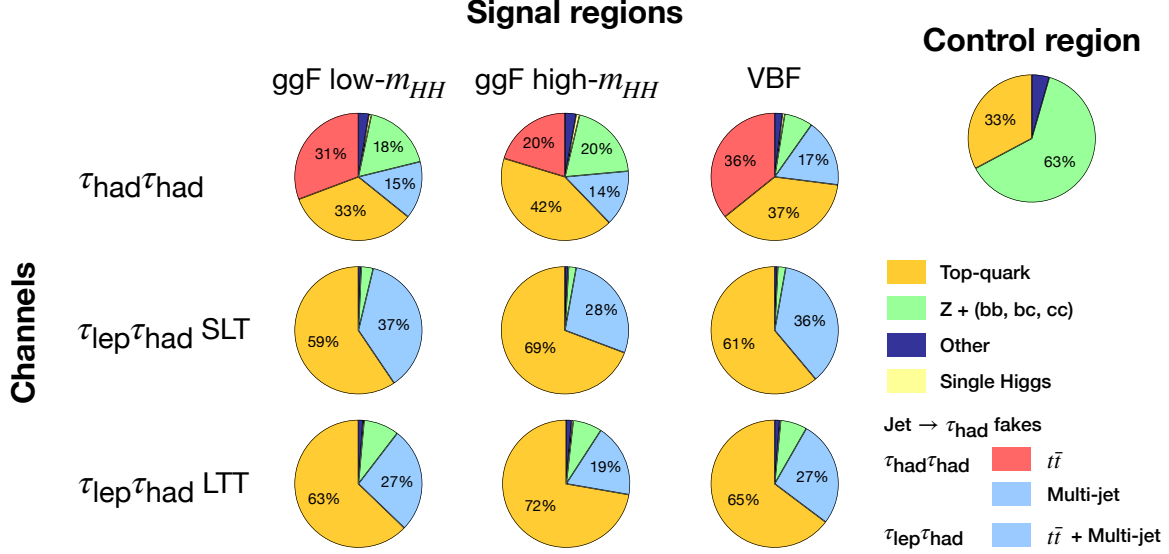 Signal regions
Control region
ggF low-m_HH
ggF high-m_HH
VBF
33%
63%
τ_had τ_had
31%
18%
15%
33%
20%
20%
14%
42%
36%
17%
37%
Channels
τ_lep τ_had SLT
59%
37%
69%
28%
61%
36%
τ_lep τ_had LTT
63%
27%
72%
19%
65%
27%
Top-quark
Z + (bb, bc, cc)
Other
Single Higgs
Jet → τ_had fakes
τ_had τ_had
tt̄
Multi-jet
τ_lep τ_had
tt̄ + Multi-jet